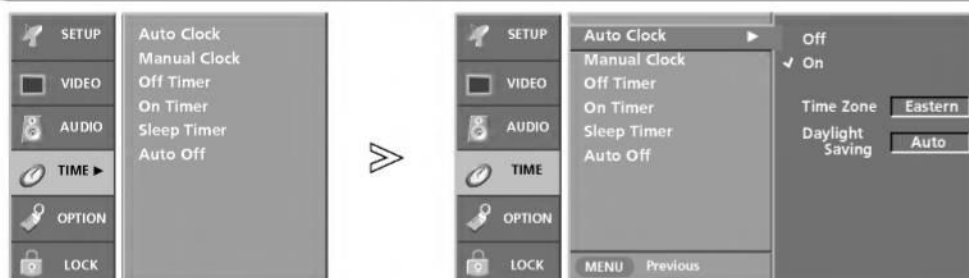 SETUP
VIDEO
AUDIO
TIME ►
OPTION
LOCK
Auto Clock
Manual Clock
Off Timer
On Timer
Sleep Timer
Auto Off
SETUP
VIDEO
AUDIO
TIME
OPTION
LOCK
Auto Clock ►
Manual Clock
Off Timer
On Timer
Sleep Timer
Auto Off
MENU Previous
Off
✓ On
Time Zone Eastern
Daylight
Saving Auto